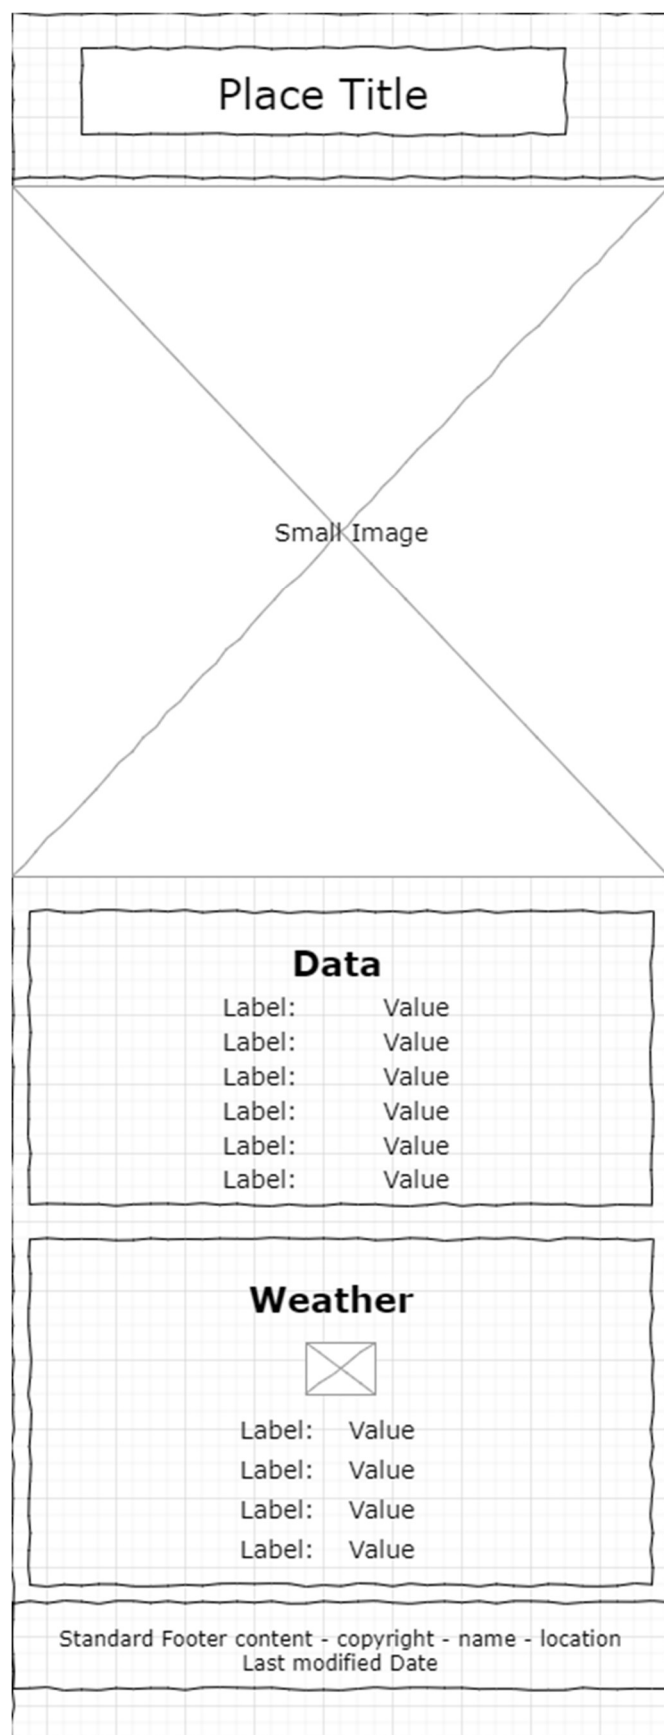 Place Title
Small Image
Data
Label: Value
Label: Value
Label: Value
Label: Value
Label: Value
Label: Value
Weather
Label: Value
Label: Value
Label: Value
Label: Value
Standard Footer content - copyright - name - location
Last modified Date